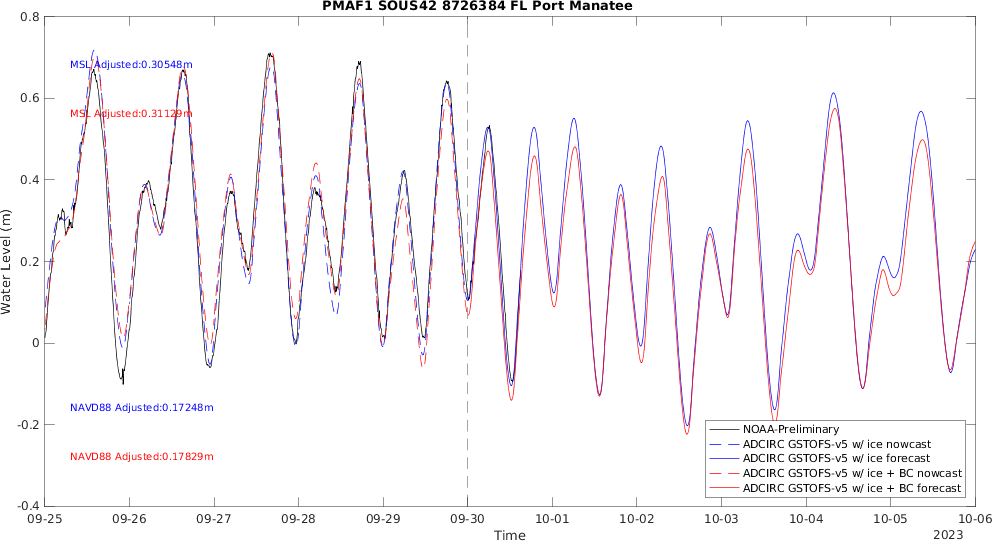 PMAF1 SOUS42 8726384 FL Port Manatee
0.8
0.6
0.4
0.2
0
-0.2
-0.4
Water Level (m)
MSL Adjusted:0.30548m
MSL Adjusted:0.31129m
NAVD88 Adjusted:0.17248m
NAVD88 Adjusted:0.17829m
NOAA-Preliminary
ADCIRC GSTOFS-v5 w/ ice nowcast
ADCIRC GSTOFS-v5 w/ ice forecast
ADCIRC GSTOFS-v5 w/ ice + BC nowcast
ADCIRC GSTOFS-v5 w/ ice + BC forecast
09-25 09-26 09-27 09-28 09-29 09-30 10-01 10-02 10-03 10-04 10-05 10-06
Time
2023